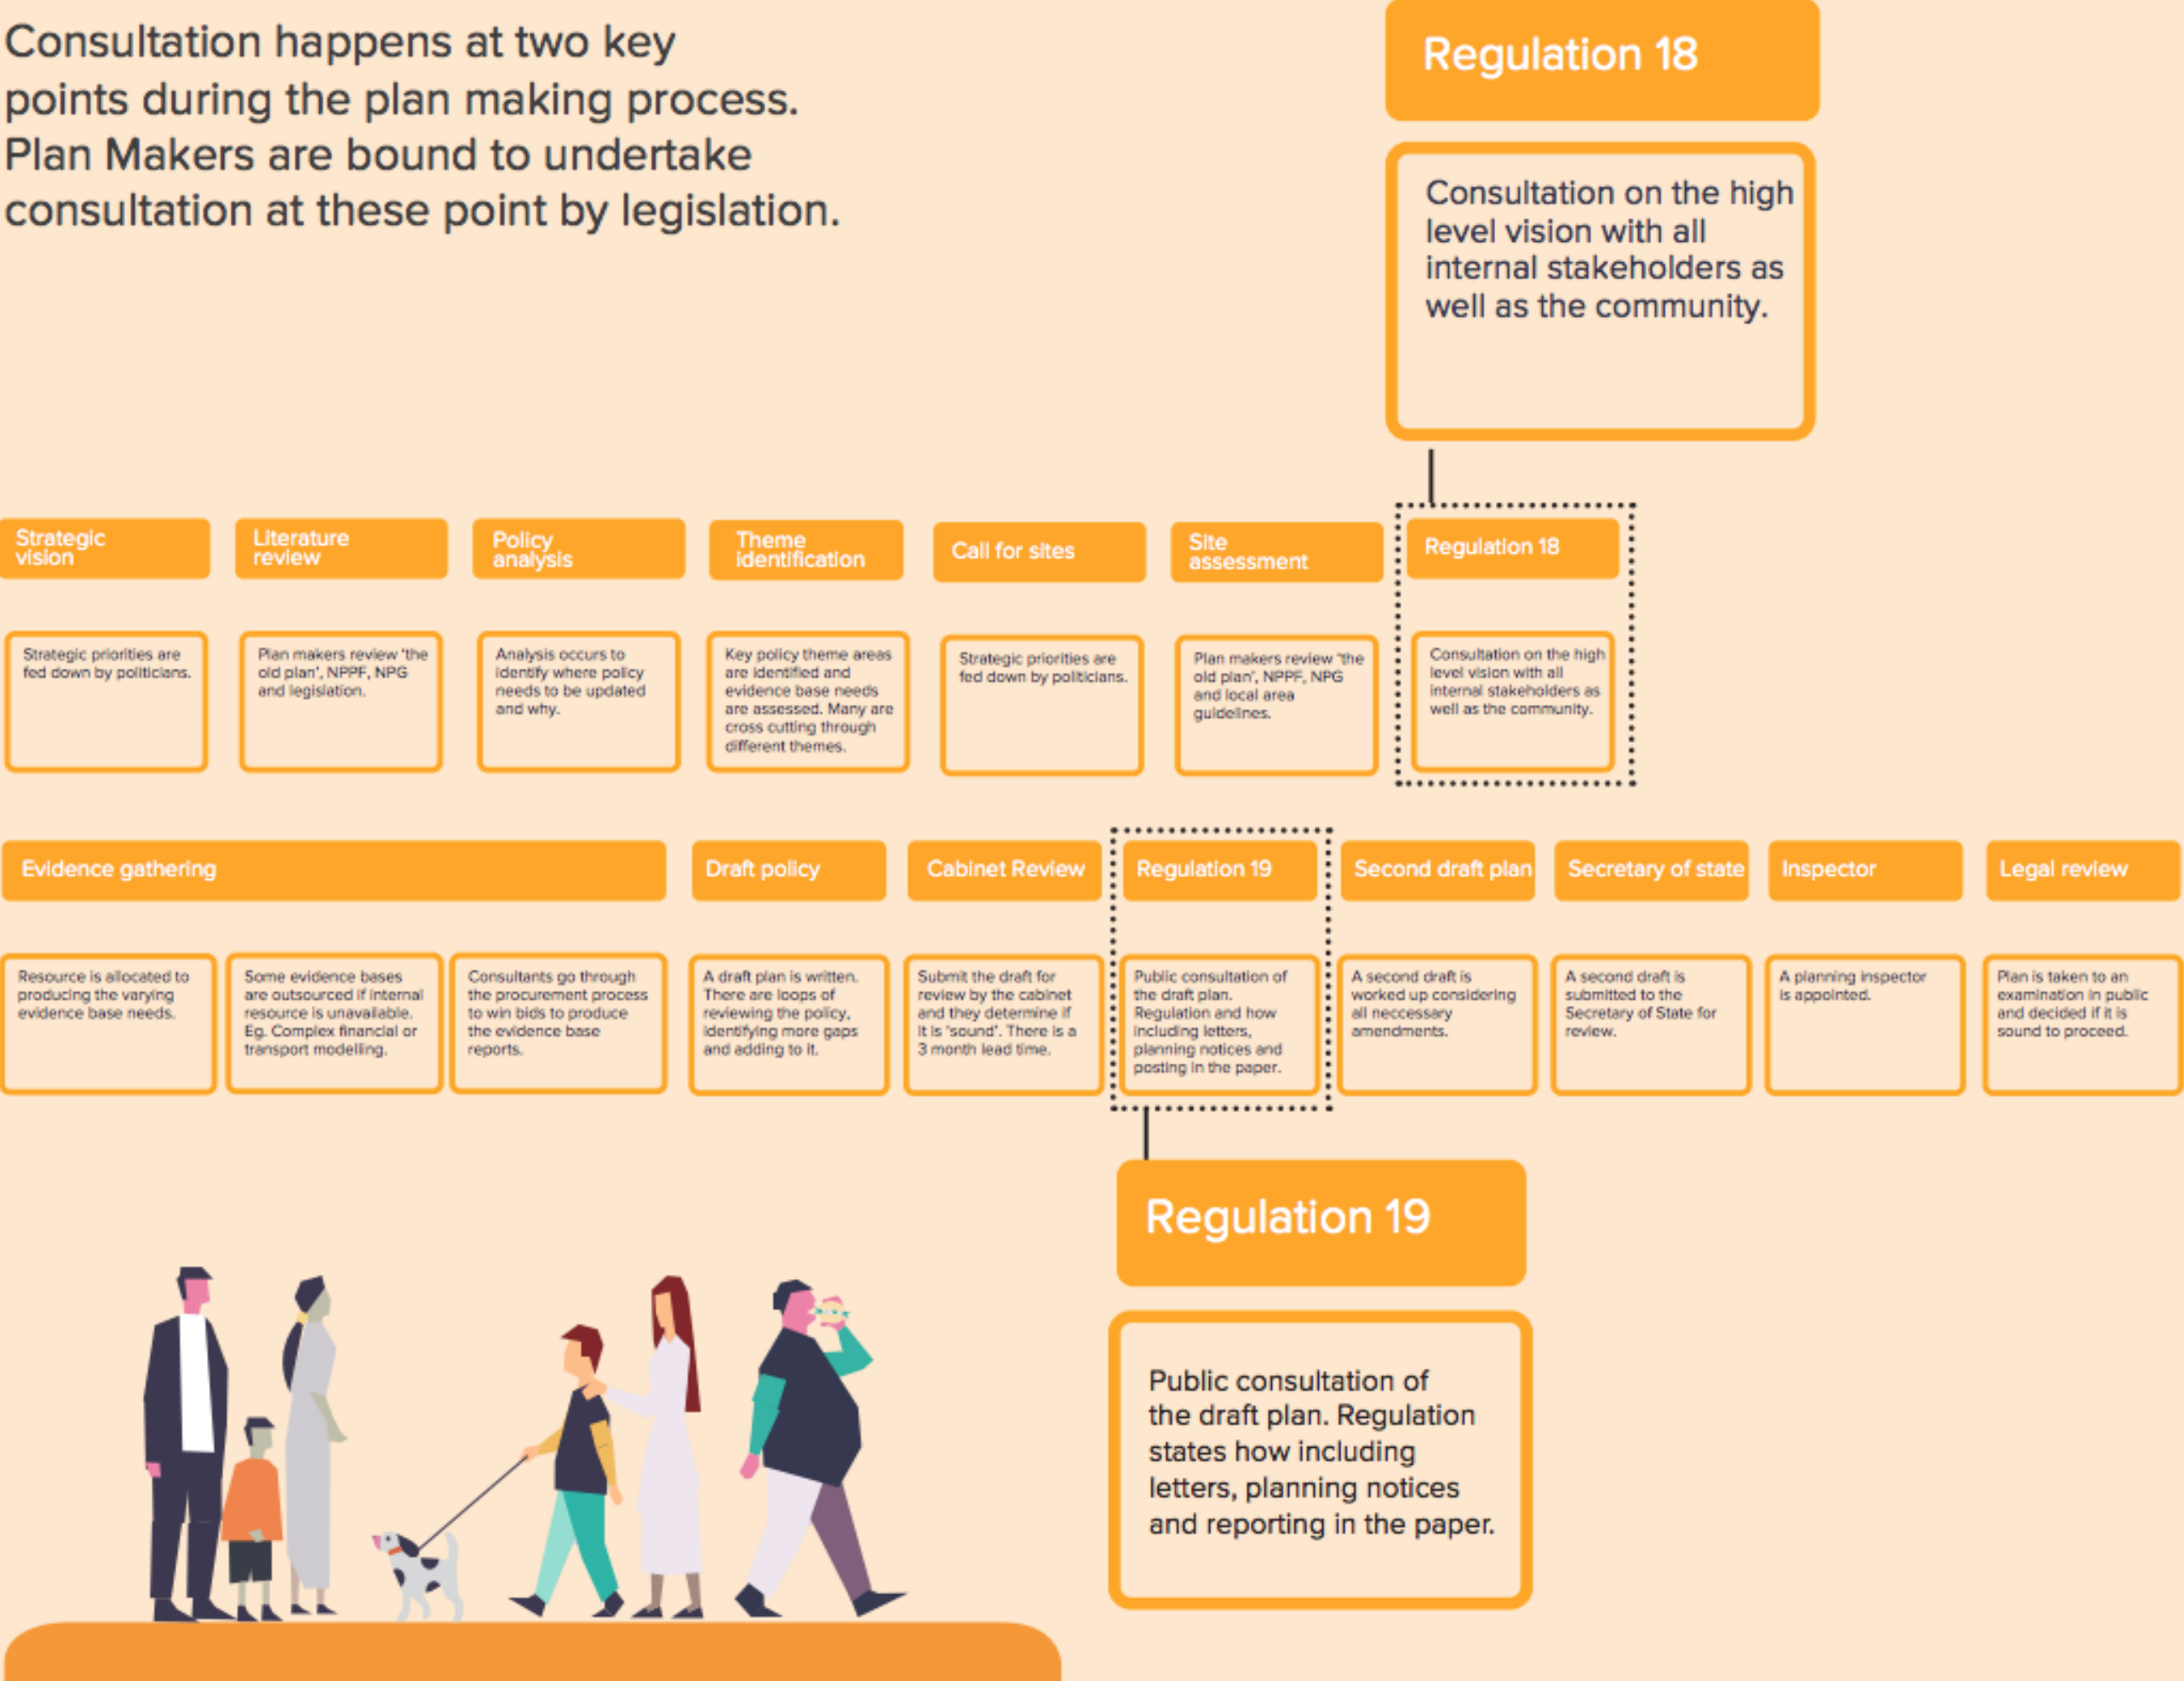 Consultation happens at two key
points during the plan making process.
Plan Makers are bound to undertake
consultation at these point by legislation.
Regulation 18
Consultation on the high
level vision with all
internal stakeholders as
well as the community.
Strategic
vision
Strategic priorities are
fed down by politicians.
Literature
review
Plan makers review 'the
old plan', NPPF, NPG
and legislation.
Policy
analysis
Analysis occurs to
identify where policy
needs to be updated
and why.
Theme
identification
Key policy theme areas
are identified and
evidence base needs
are assessed. Many are
cross cutting through
different themes.
Call for sites
Strategic priorities are
fed down by politicians.
Site
assessment
Plan makers review 'the
old plan', NPPF, NPG
and local area
guidelines.
Regulation 18
Consultation on the high
level vision with all
internal stakeholders as
well as the community.
Evidence gathering
Resource is allocated to
producing the varying
evidence base needs.
Some evidence bases
are outsourced if internal
resource is unavailable.
Eg. Complex financial or
transport modelling.
Consultants go through
the procurement process
to win bids to produce
the evidence base
reports.
Draft policy
A draft plan is written.
There are loops of
reviewing the policy,
identifying more gaps
and adding to it.
Cabinet Review
Submit the draft for
review by the cabinet
and they determine if
it is 'sound'. There is a
3 month lead time.
Regulation 19
Public consultation of
the draft plan.
Regulation and how
including letters,
planning notices and
posting in the paper.
Second draft plan
A second draft is
worked up considering
all neccessary
amendments.
Secretary of state
A second draft is
submitted to the
Secretary of State for
review.
Inspector
A planning inspector
is appointed.
Legal review
Plan is taken to an
examination in public
and decided if it is
sound to proceed.
Regulation 19
Public consultation of
the draft plan. Regulation
states how including
letters, planning notices
and reporting in the paper.